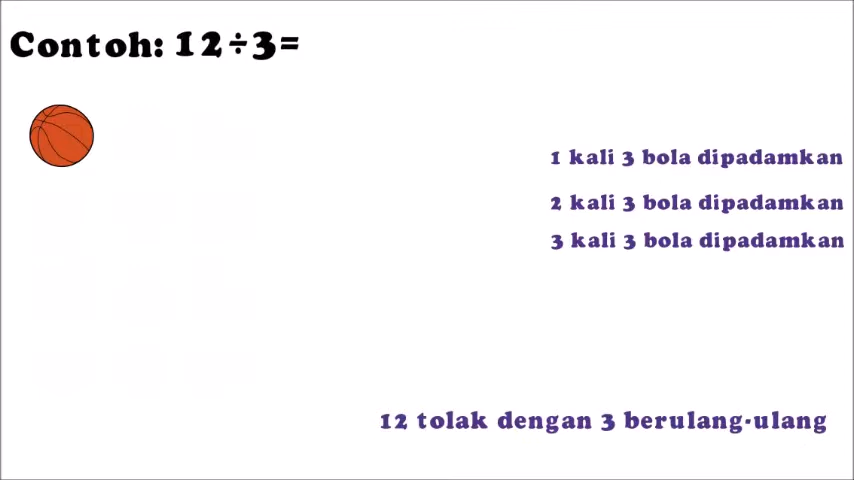 Contoh: 12÷3=
1 kali 3 bola dipadamkan
2 kali 3 bola dipadamkan
3 kali 3 bola dipadamkan
12 tolak dengan 3 berulang-ulang